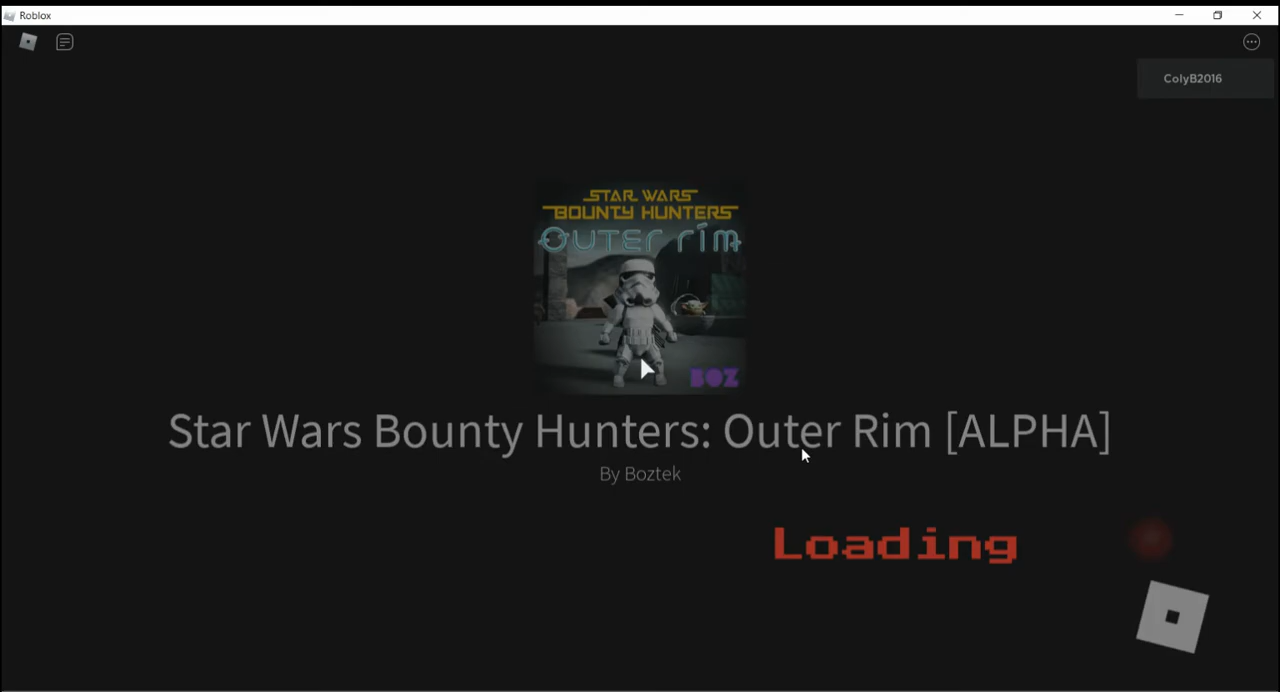 Roblox
ColyB2016
STAR WARS
BOUNTY HUNTERS
OUTER RIM
BOZ
Star Wars Bounty Hunters: Outer Rim [ALPHA]
By Boztek
Loading